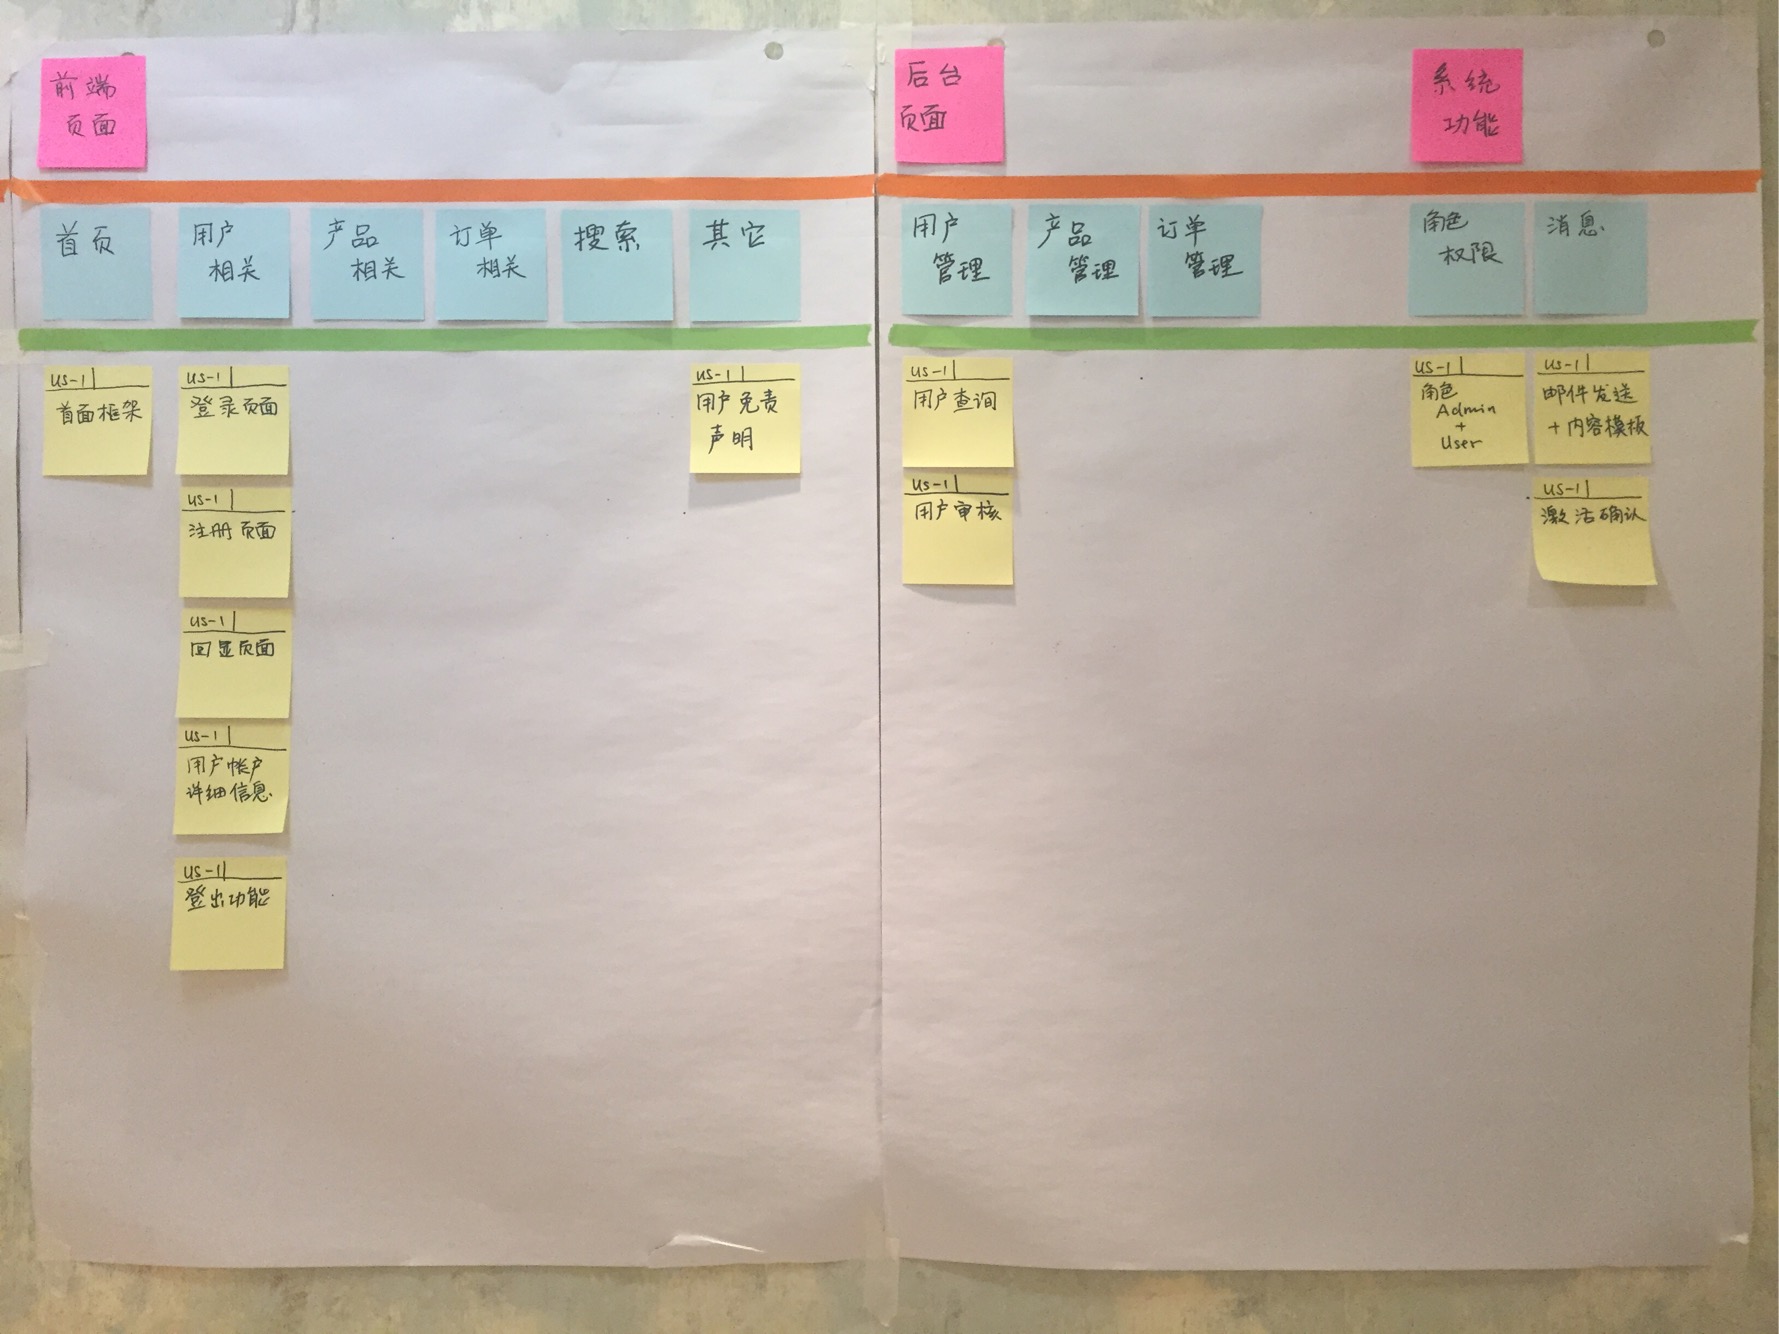 前端
页面
后台
页面
系统
功能
首页
用户
相关
产品
相关
订单
相关
搜索
其它
用户
管理
产品
管理
订单
管理
角色
权限
消息
US-1
首面框架
US-1
登录页面
US-1
注册页面
US-1
回显页面
US-1
用户帐户
详细信息
US-1
登出功能
US-1
用户免责
声明
US-1
用户查询
US-1
用户审核
US-1
角色
Admin
+
User
US-1
邮件发送
+内容模板
US-1
激活确认